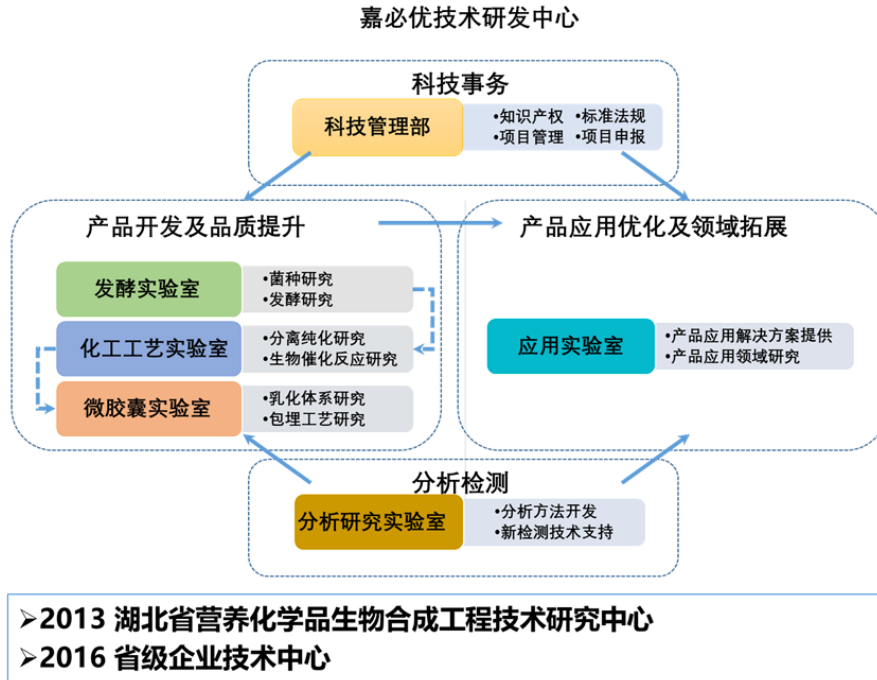 嘉必优技术研发中心
科技事务
科技管理部
•知识产权 •标准法规
•项目管理 •项目申报
产品开发及品质提升
发酵实验室
•菌种研究
•发酵研究
化工工艺实验室
•分离纯化研究
•生物催化反应研究
微胶囊实验室
•乳化体系研究
•包埋工艺研究
产品应用优化及领域拓展
应用实验室
•产品应用解决方案提供
•产品应用领域研究
分析检测
分析研究实验室
•分析方法开发
•新检测技术支持
➢2013 湖北省营养化学品生物合成工程技术研究中心
➢2016 省级企业技术中心